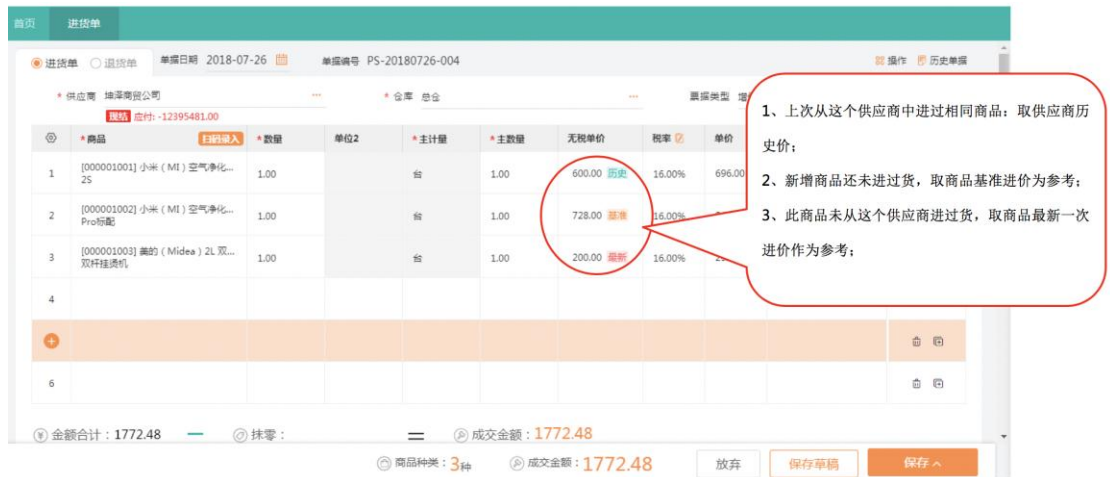 首页 进货单
进货单 退货单 单据日期 2018-07-26 单据编号 PS-20180726-004 操作 历史单据
* 供应商 坤泽商贸公司 ... * 仓库 总仓 ... 票据类型
现结 应付: -12395481.00
*商品 扫码录入 *数量 单位2 *主计量 *主数量 无税单价 税率 单价
1 [000001001] 小米（MI）空气净化... 2S 1.00 台 1.00 600.00 历史 16.00% 696.00
2 [000001002] 小米（MI）空气净化... Pro标配 1.00 台 1.00 728.00 基准 16.00%
3 [000001003] 美的（Midea）2L 双... 双杆挂烫机 1.00 台 1.00 200.00 最新 16.00%
4
6
1、上次从这个供应商中进过相同商品：取供应商历
史价；
2、新增商品还未进过货，取商品基准进价为参考；
3、此商品未从这个供应商进过货，取商品最新一次
进价作为参考；
金额合计：1772.48 — 抹零： = 成交金额：1772.48
商品种类：3种 成交金额：1772.48 放弃 保存草稿 保存